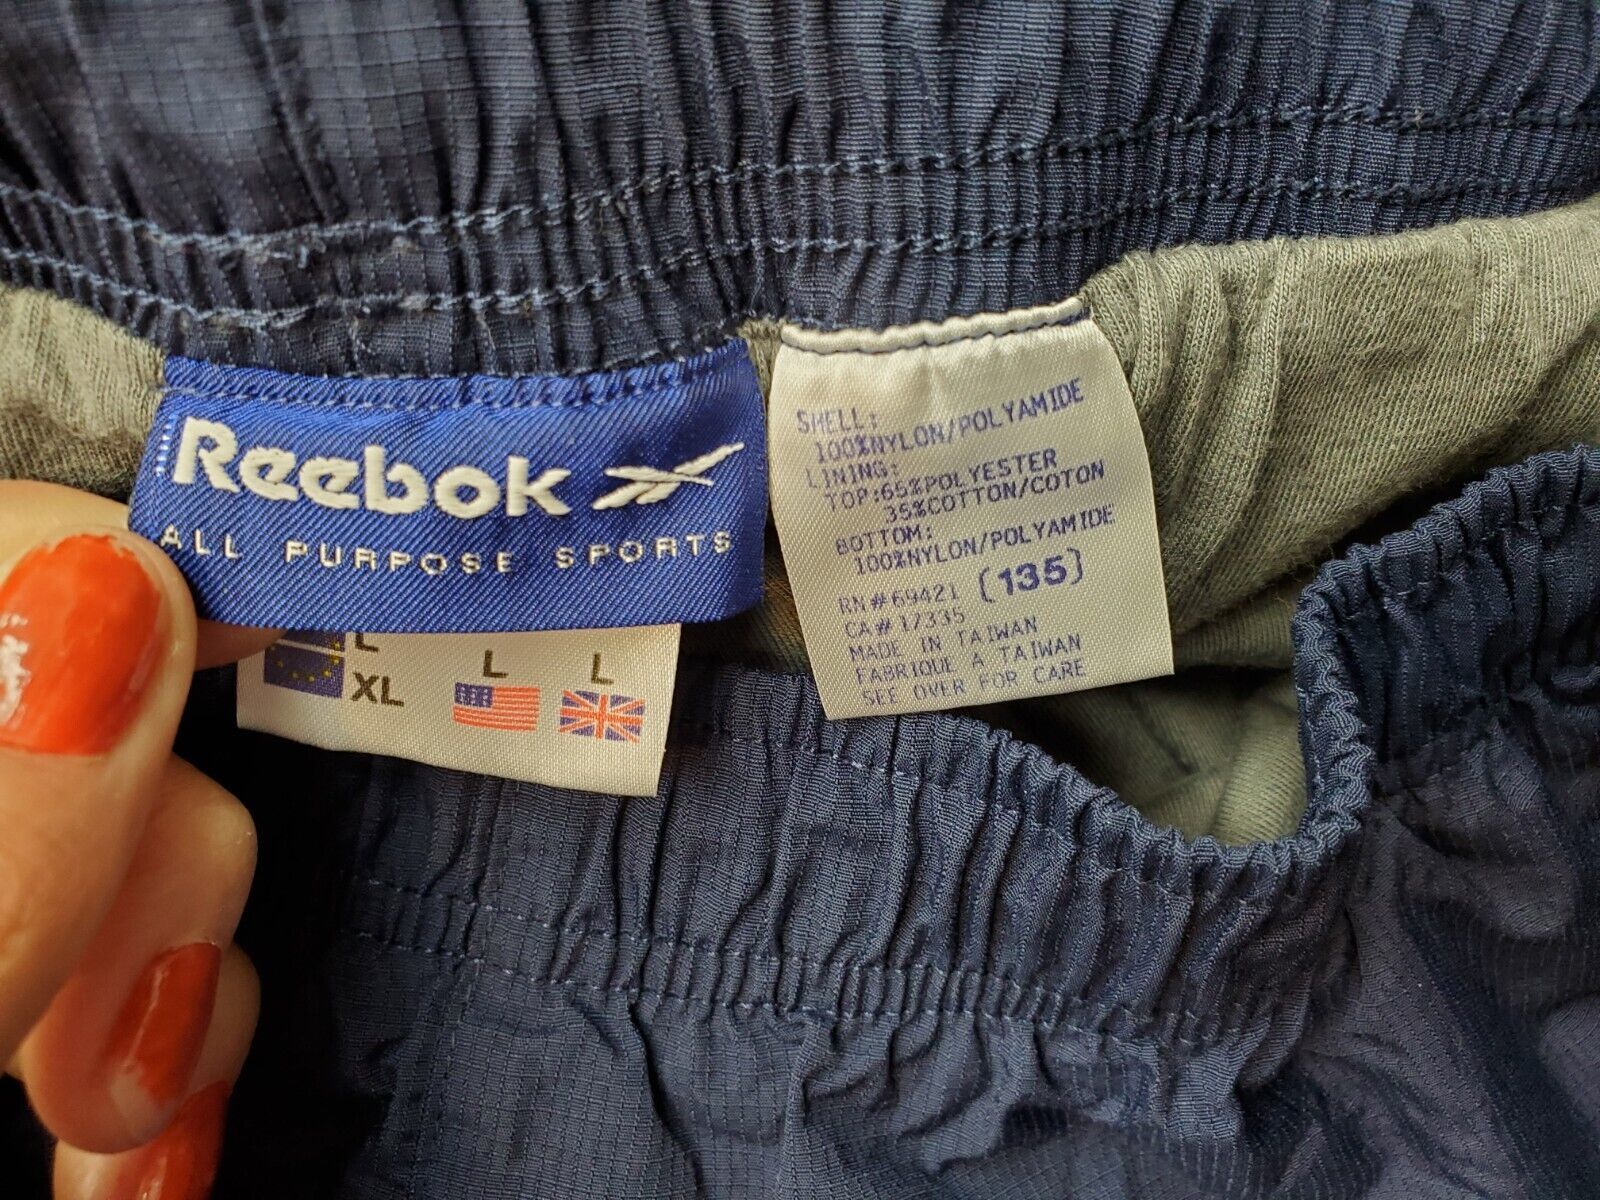 Reebok
ALL PURPOSE SPORTS
L
XL
L
L
SHELL:
100%NYLON/POLYAMIDE
LINING:
TOP:65%POLYESTER
35%COTTON/COTON
BOTTOM:
100%NYLON/POLYAMIDE
RN#69421 (135)
CA#17335
MADE IN TAIWAN
FABRIQUE A TAIWAN
SEE OVER FOR CARE